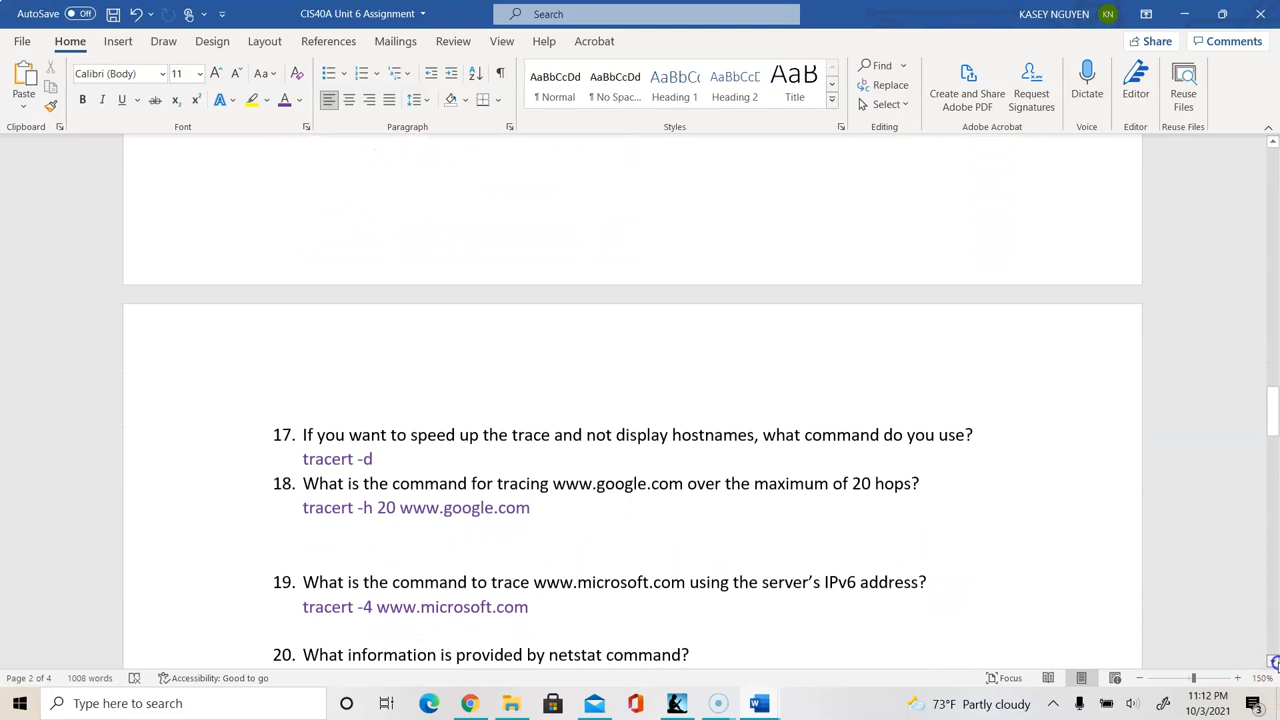 AutoSave Off CIS40A Unit 6 Assignment Search KASEY NGUYEN KN
File Home Insert Draw Design Layout References Mailings Review View Help Acrobat Share Comments
Calibri (Body) 11 Aa AaBbCcDd AaBbCcDd AaBbCc AaBbCcD AaB Find
Paste ¶ Normal ¶ No Spac... Heading 1 Heading 2 Title Replace Select Create and Share Adobe PDF Request Signatures Dictate Editor Reuse Files
B I U ab
Clipboard Font Paragraph Styles Editing Adobe Acrobat Voice Editor Reuse Files
17. If you want to speed up the trace and not display hostnames, what command do you use?
tracert -d
18. What is the command for tracing www.google.com over the maximum of 20 hops?
tracert -h 20 www.google.com
19. What is the command to trace www.microsoft.com using the server’s IPv6 address?
tracert -4 www.microsoft.com
20. What information is provided by netstat command?
Page 2 of 4 1008 words Accessibility: Good to go Focus 150%
Type here to search 73°F Partly cloudy 11:12 PM
10/3/2021 3